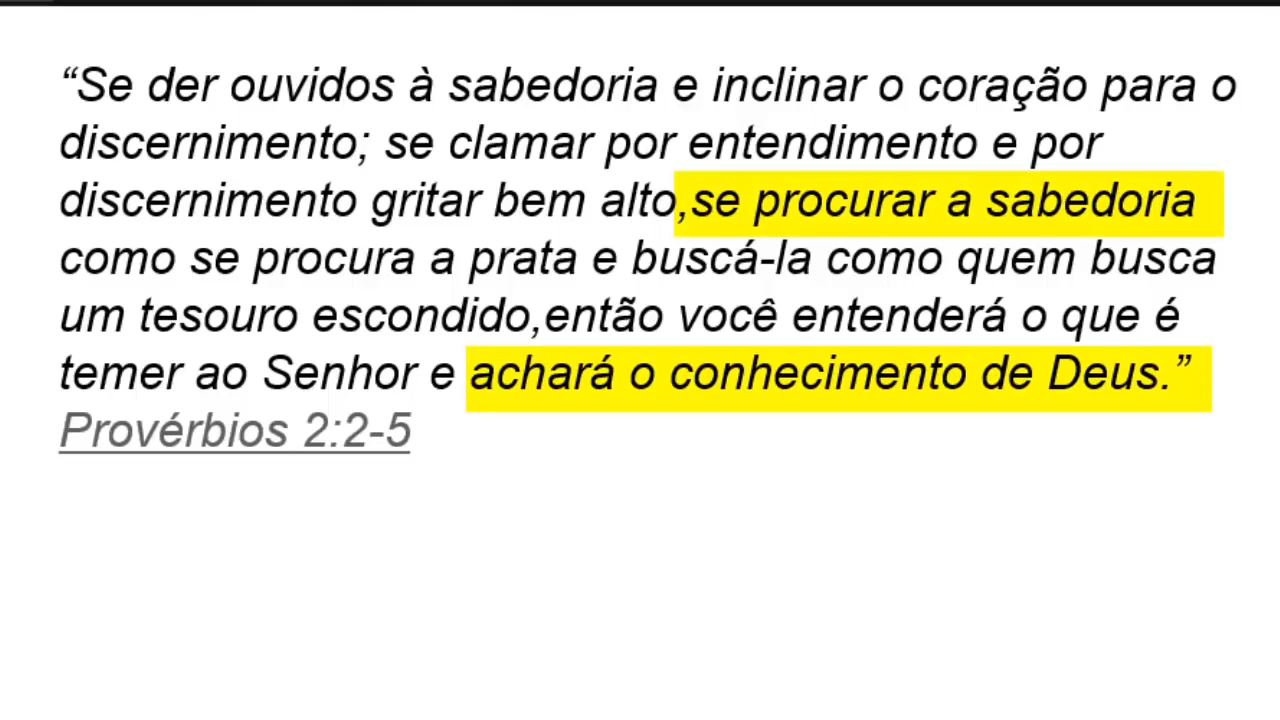 “Se der ouvidos à sabedoria e inclinar o coração para o
discernimento; se clamar por entendimento e por
discernimento gritar bem alto,se procurar a sabedoria
como se procura a prata e buscá-la como quem busca
um tesouro escondido,então você entenderá o que é
temer ao Senhor e achará o conhecimento de Deus.”
Provérbios 2:2-5